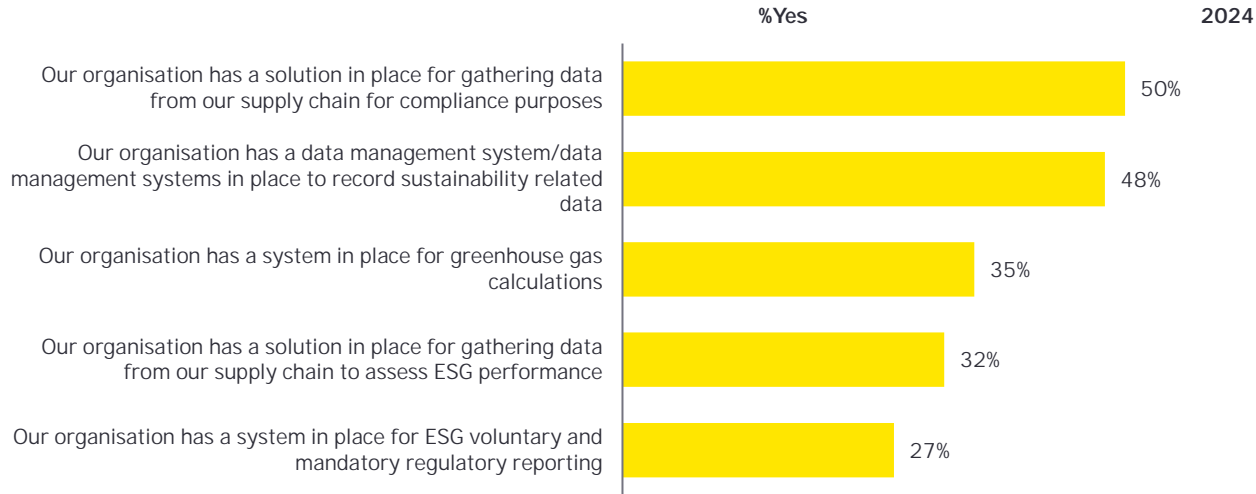 %Yes 2024
Our organisation has a solution in place for gathering data
from our supply chain for compliance purposes
50%
Our organisation has a data management system/data
management systems in place to record sustainability related
data
48%
Our organisation has a system in place for greenhouse gas
calculations
35%
Our organisation has a solution in place for gathering data
from our supply chain to assess ESG performance
32%
Our organisation has a system in place for ESG voluntary and
mandatory regulatory reporting
27%